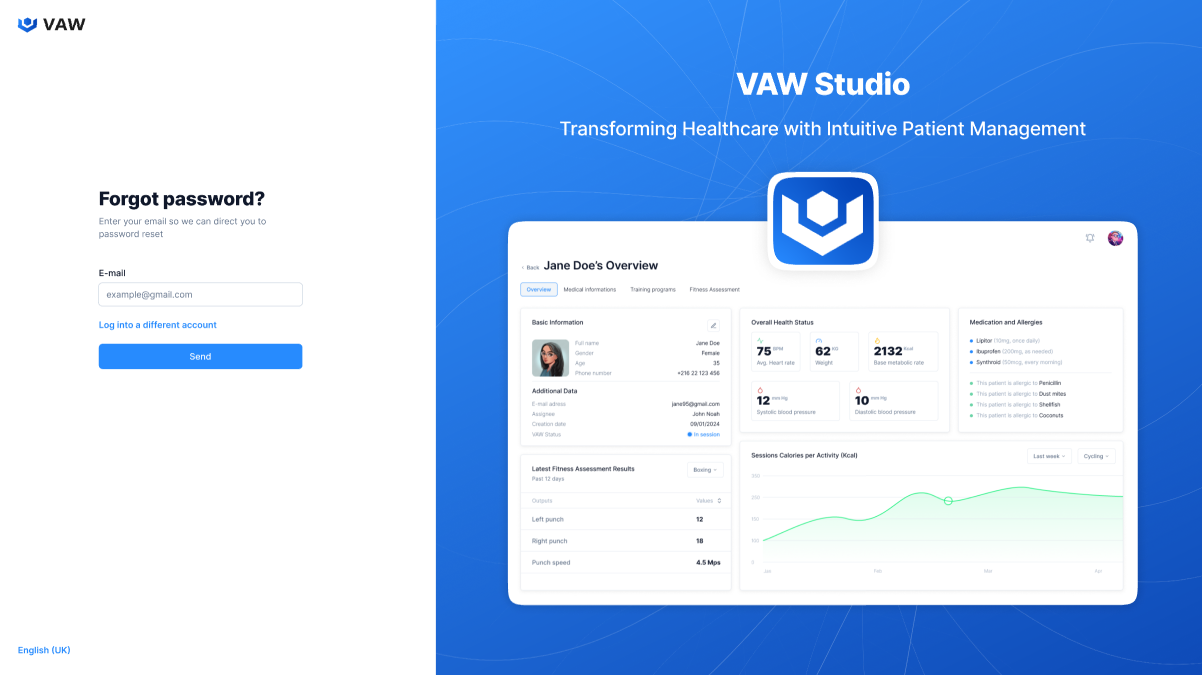 VAW
Forgot password?
Enter your email so we can direct you to
password reset
E-mail
example@gmail.com
Log into a different account
Send
English (UK)
VAW Studio
Transforming Healthcare with Intuitive Patient Management
Back
Jane Doe's Overview
Overview
Medical informations
Training programs
Fitness Assessment
Basic Information
Full name
Jane Doe
Gender
Female
Age
35
Phone number
+216 22 123 456
Additional Data
E-mail adress
jane95@gmail.com
Assignee
John Noah
Creation date
09/01/2024
VAW Status
In session
Overall Health Status
75 BPM
Avg. Heart rate
62 KG
Weight
2132 Kcal
Base metabolic rate
12 mm Hg
Systolic blood pressure
10 mm Hg
Diastolic blood pressure
Medication and Allergies
Lipitor (10mg, once daily)
Ibuprofen (200mg, as needed)
Synthroid (50mcg, every morning)
This patient is allergic to Penicillin
This patient is allergic to Dust mites
This patient is allergic to Shellfish
This patient is allergic to Coconuts
Latest Fitness Assessment Results
Past 12 days
Boxing
Outputs
Values
Left punch
12
Right punch
18
Punch speed
4.5 Mps
Sessions Calories per Activity (Kcal)
Last week
Cycling
300
250
150
100
0
Jan
Feb
Mar
Apr